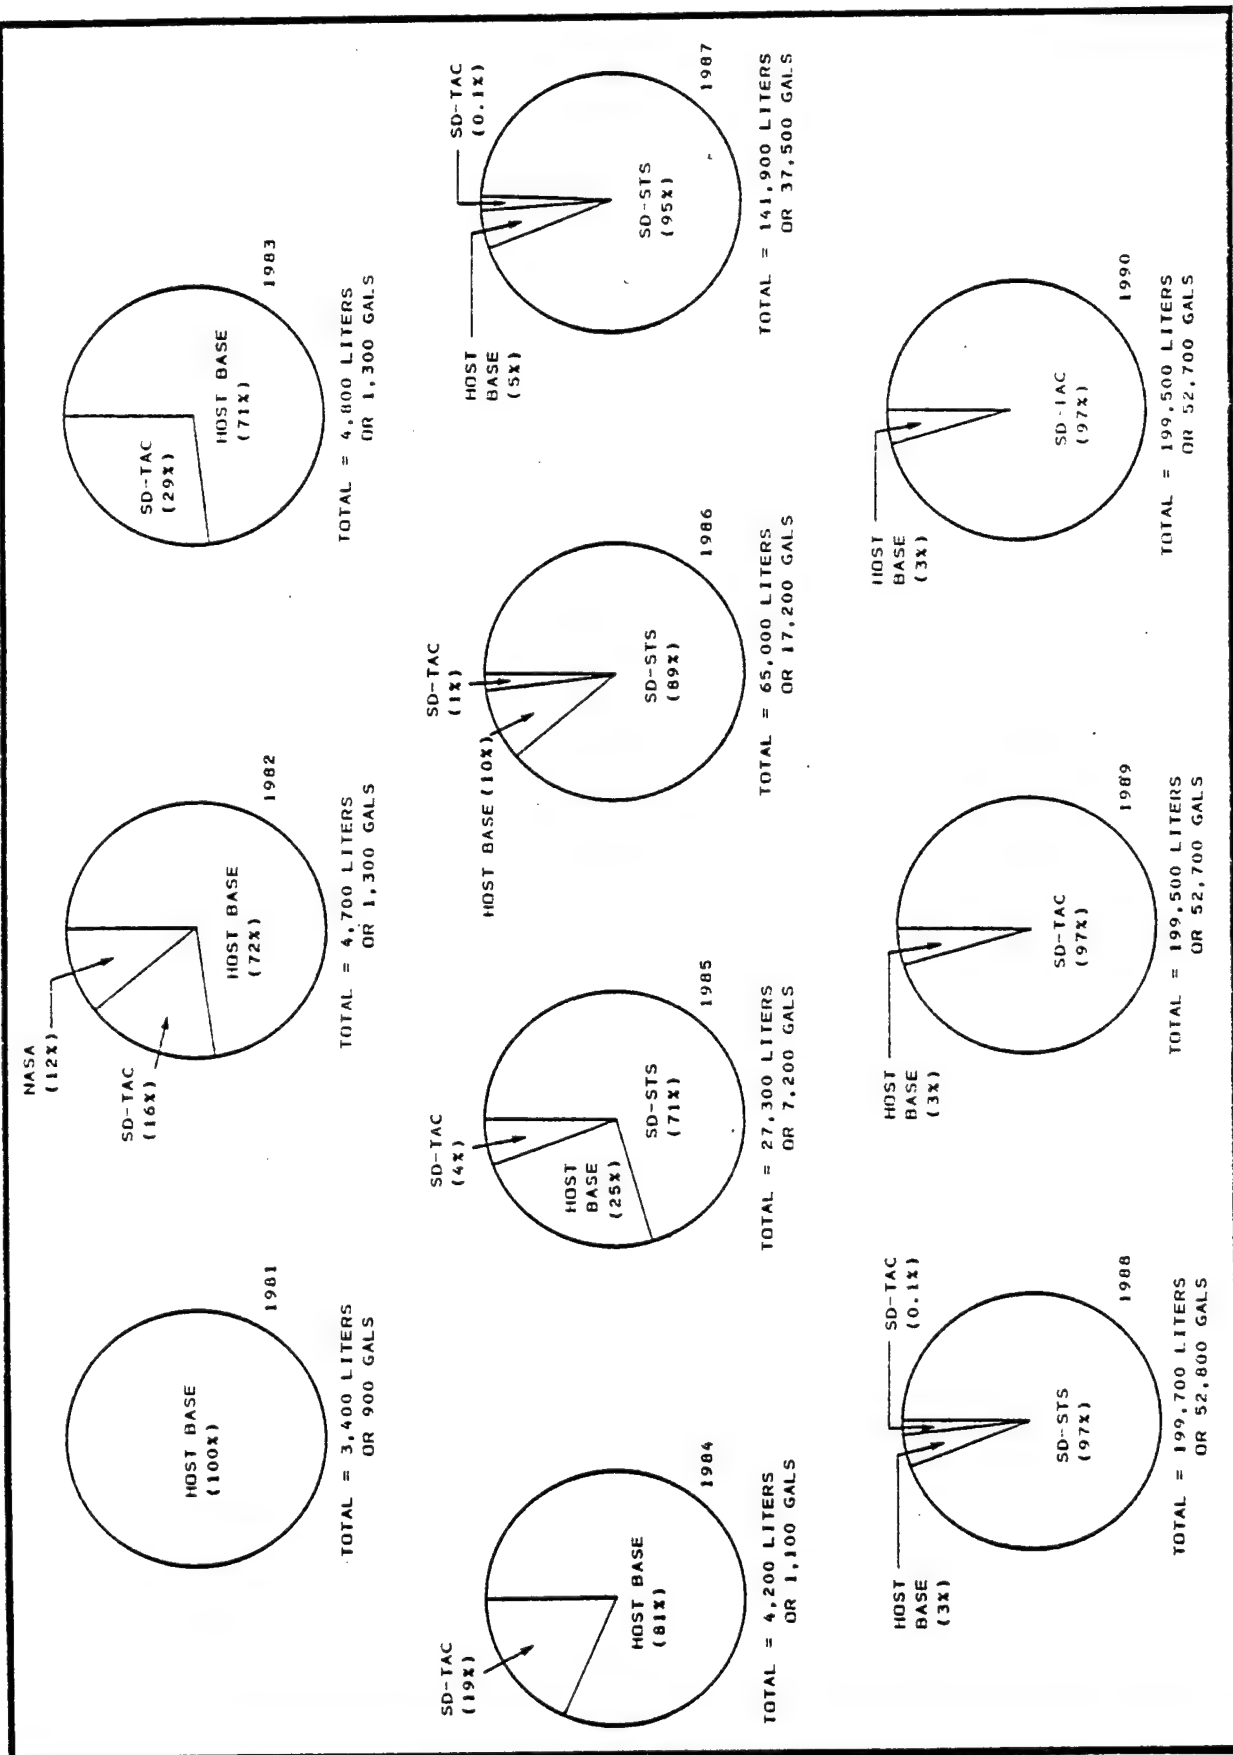 HOST BASE
(100%)
1981
TOTAL = 3,400 LITERS
OR 900 GALS
NASA
(12%)
SD-TAC
(16%)
HOST BASE
(72%)
1982
TOTAL = 4,700 LITERS
OR 1,300 GALS
SD-TAC
(29%)
HOST BASE
(71%)
1983
TOTAL = 4,800 LITERS
OR 1,300 GALS
SD-TAC
(19%)
HOST BASE
(81%)
1984
TOTAL = 4,200 LITERS
OR 1,100 GALS
SD-TAC
(4%)
HOST
BASE
(25%)
SD-STS
(71%)
1985
TOTAL = 27,300 LITERS
OR 7,200 GALS
SD-TAC
(1%)
HOST BASE (10%)
SD-STS
(89%)
1986
TOTAL = 65,000 LITERS
OR 17,200 GALS
SD-TAC
(0.1%)
HOST
BASE
(5%)
SD-STS
(95%)
1987
TOTAL = 141,900 LITERS
OR 37,500 GALS
SD-TAC
(0.1%)
HOST
BASE
(3%)
SD-STS
(97%)
1988
TOTAL = 199,700 LITERS
OR 52,800 GALS
HOST
BASE
(3%)
SD-TAC
(97%)
1989
TOTAL = 199,500 LITERS
OR 52,700 GALS
HOST
BASE
(3%)
SD-TAC
(97%)
1990
TOTAL = 199,500 LITERS
OR 52,700 GALS